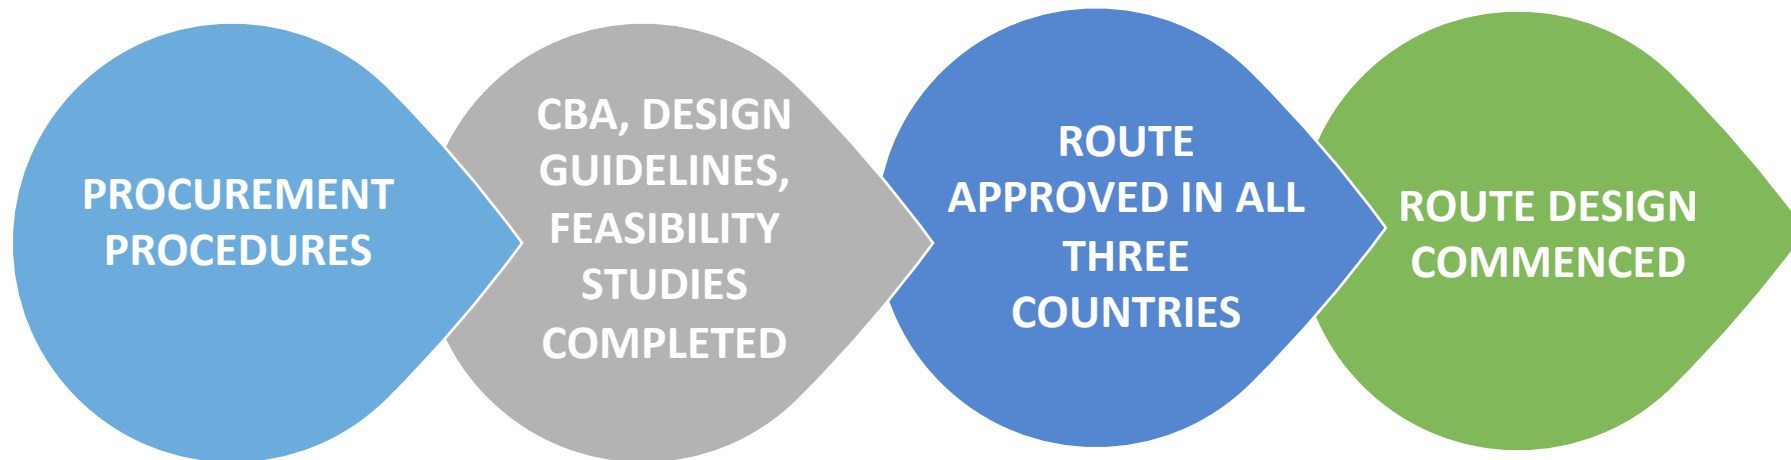 PROCUREMENT
PROCEDURES
CBA, DESIGN
GUIDELINES,
FEASIBILITY
STUDIES
COMPLETED
ROUTE
APPROVED IN ALL
THREE
COUNTRIES
ROUTE DESIGN
COMMENCED